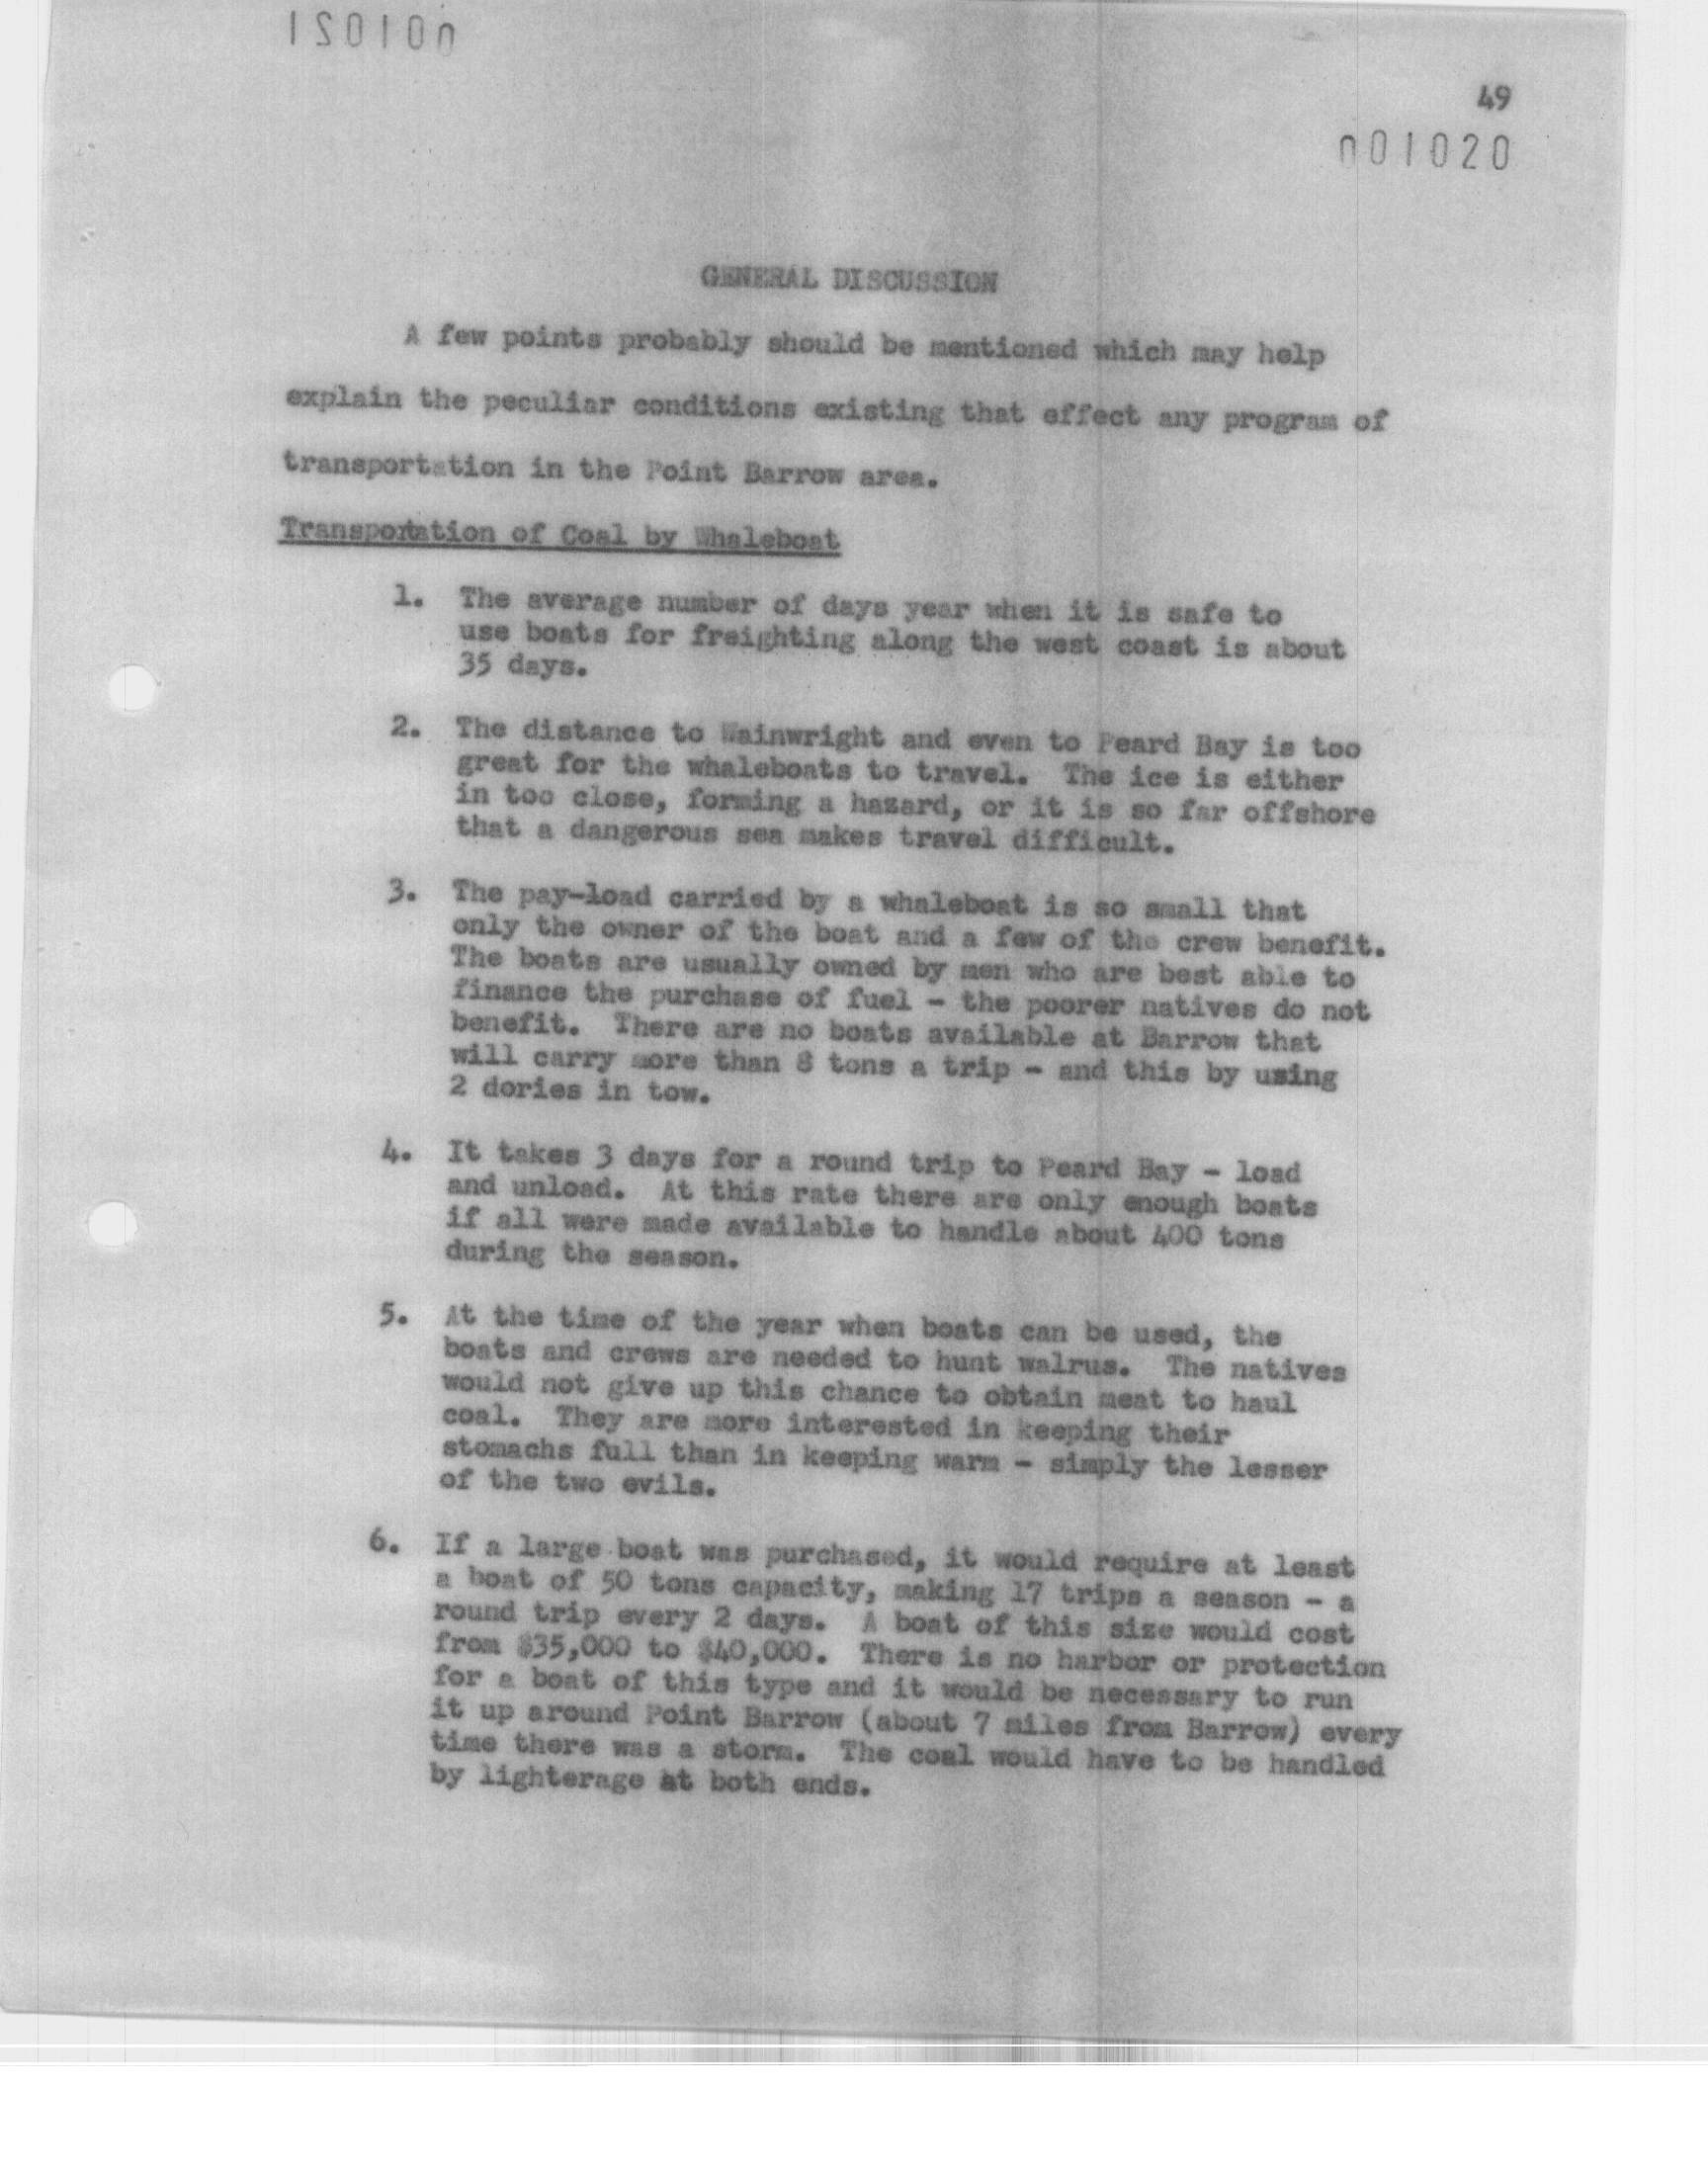 001021
49
001020
GENERAL DISCUSSION
A few points probably should be mentioned which may help
explain the peculiar conditions existing that effect any program of
transportation in the Point Barrow area.
Transportation of Coal by Whaleboat
1. The average number of days year when it is safe to
use boats for freighting along the west coast is about
35 days.
2. The distance to Wainwright and even to Peard Bay is too
great for the whaleboats to travel. The ice is either
in too close, forming a hazard, or it is so far offshore
that a dangerous sea makes travel difficult.
3. The pay-load carried by a whaleboat is so small that
only the owner of the boat and a few of the crew benefit.
The boats are usually owned by men who are best able to
finance the purchase of fuel - the poorer natives do not
benefit. There are no boats available at Barrow that
will carry more than 8 tons a trip - and this by using
2 dories in tow.
4. It takes 3 days for a round trip to Peard Bay - load
and unload. At this rate there are only enough boats
if all were made available to handle about 400 tons
during the season.
5. At the time of the year when boats can be used, the
boats and crews are needed to hunt walrus. The natives
would not give up this chance to obtain meat to haul
coal. They are more interested in keeping their
stomachs full than in keeping warm - simply the lesser
of the two evils.
6. If a large boat was purchased, it would require at least
a boat of 50 tons capacity, making 17 trips a season - a
round trip every 2 days. A boat of this size would cost
from $35,000 to $40,000. There is no harbor or protection
for a boat of this type and it would be necessary to run
it up around Point Barrow (about 7 miles from Barrow) every
time there was a storm. The coal would have to be handled
by lighterage at both ends.